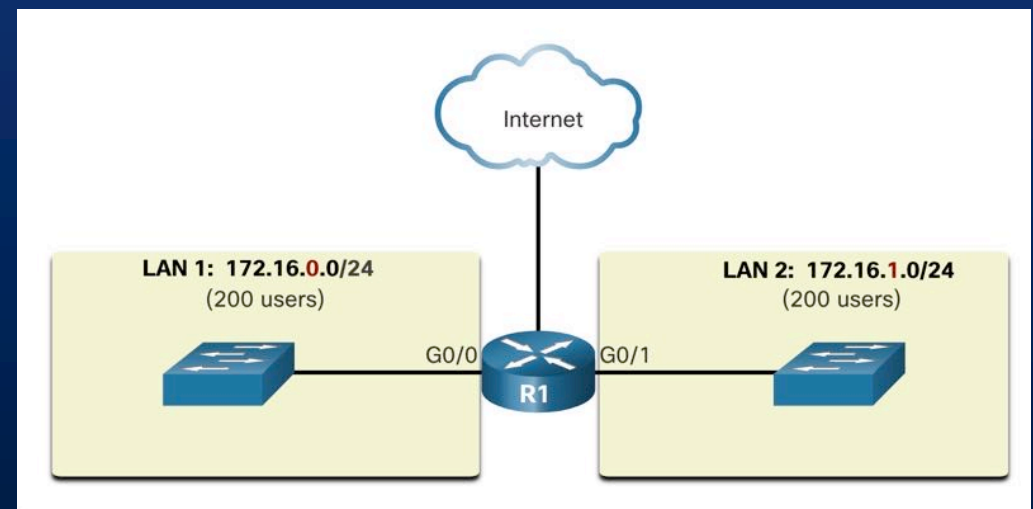 Internet
LAN 1: 172.16.0.0/24
(200 users)
LAN 2: 172.16.1.0/24
(200 users)
G0/0
G0/1
R1